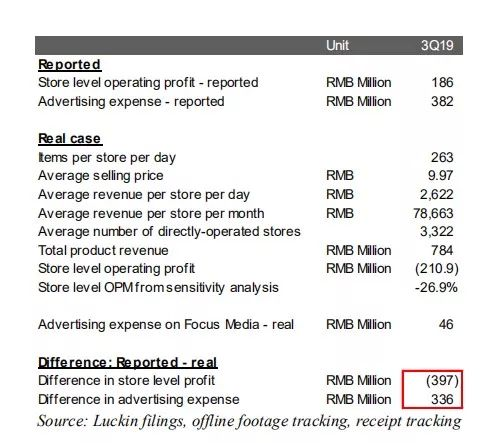 Unit 3Q19
Reported
Store level operating profit - reported RMB Million 186
Advertising expense - reported RMB Million 382
Real case
Items per store per day 263
Average selling price RMB 9.97
Average revenue per store per day RMB 2,622
Average revenue per store per month RMB 78,663
Average number of directly-operated stores 3,322
Total product revenue RMB Million 784
Store level operating profit RMB Million (210.9)
Store level OPM from sensitivity analysis -26.9%
Advertising expense on Focus Media - real RMB Million 46
Difference: Reported - real
Difference in store level profit RMB Million (397)
Difference in advertising expense RMB Million 336
Source: Luckin filings, offline footage tracking, receipt tracking